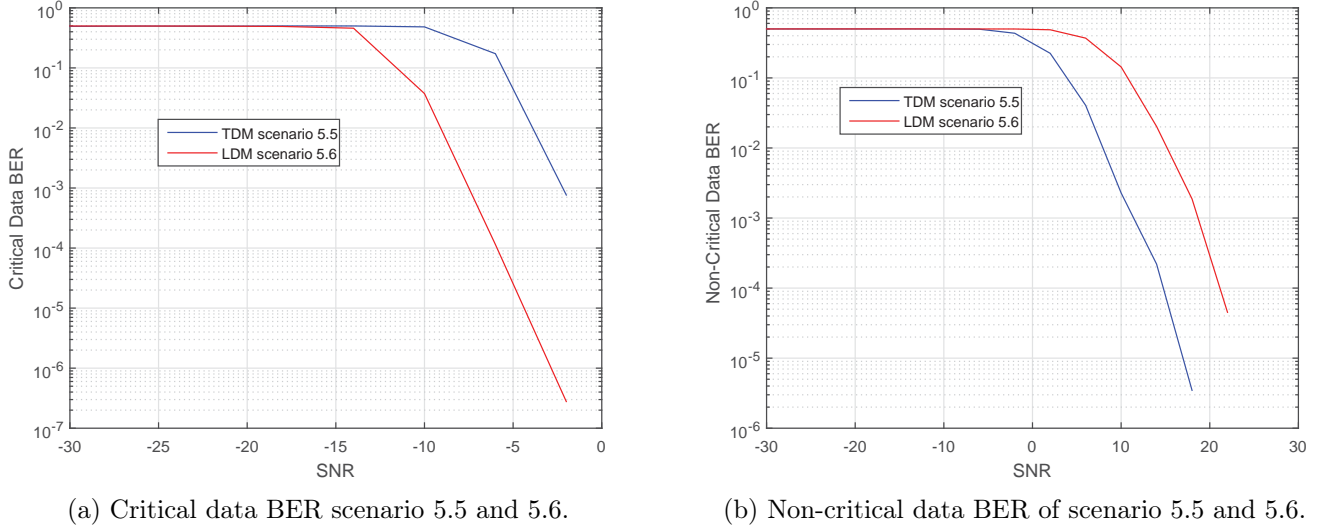 10^0
10^-1
10^-2
10^-3
10^-4
10^-5
10^-6
10^-7
Critical Data BER
TDM scenario 5.5
LDM scenario 5.6
-30 -25 -20 -15 -10 -5 0
SNR
(a) Critical data BER scenario 5.5 and 5.6.
10^0
10^-1
10^-2
10^-3
10^-4
10^-5
10^-6
Non-Critical Data BER
TDM scenario 5.5
LDM scenario 5.6
-30 -20 -10 0 10 20 30
SNR
(b) Non-critical data BER of scenario 5.5 and 5.6.